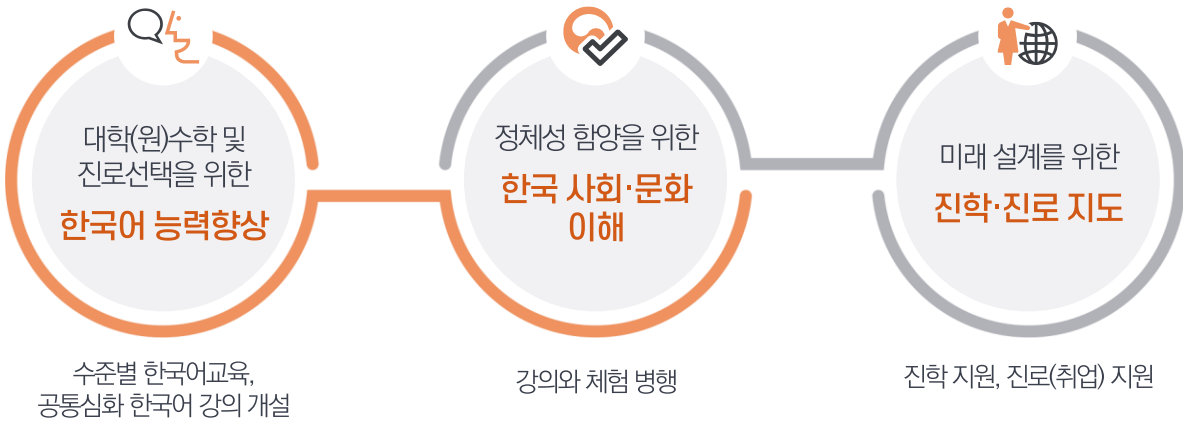 대학(원)수학 및
진로선택을 위한
한국어 능력향상
수준별 한국어교육,
공통심화 한국어 강의 개설
정체성 함양을 위한
한국 사회·문화
이해
강의와 체험 병행
미래 설계를 위한
진학·진로 지도
진학 지원, 진로(취업) 지원